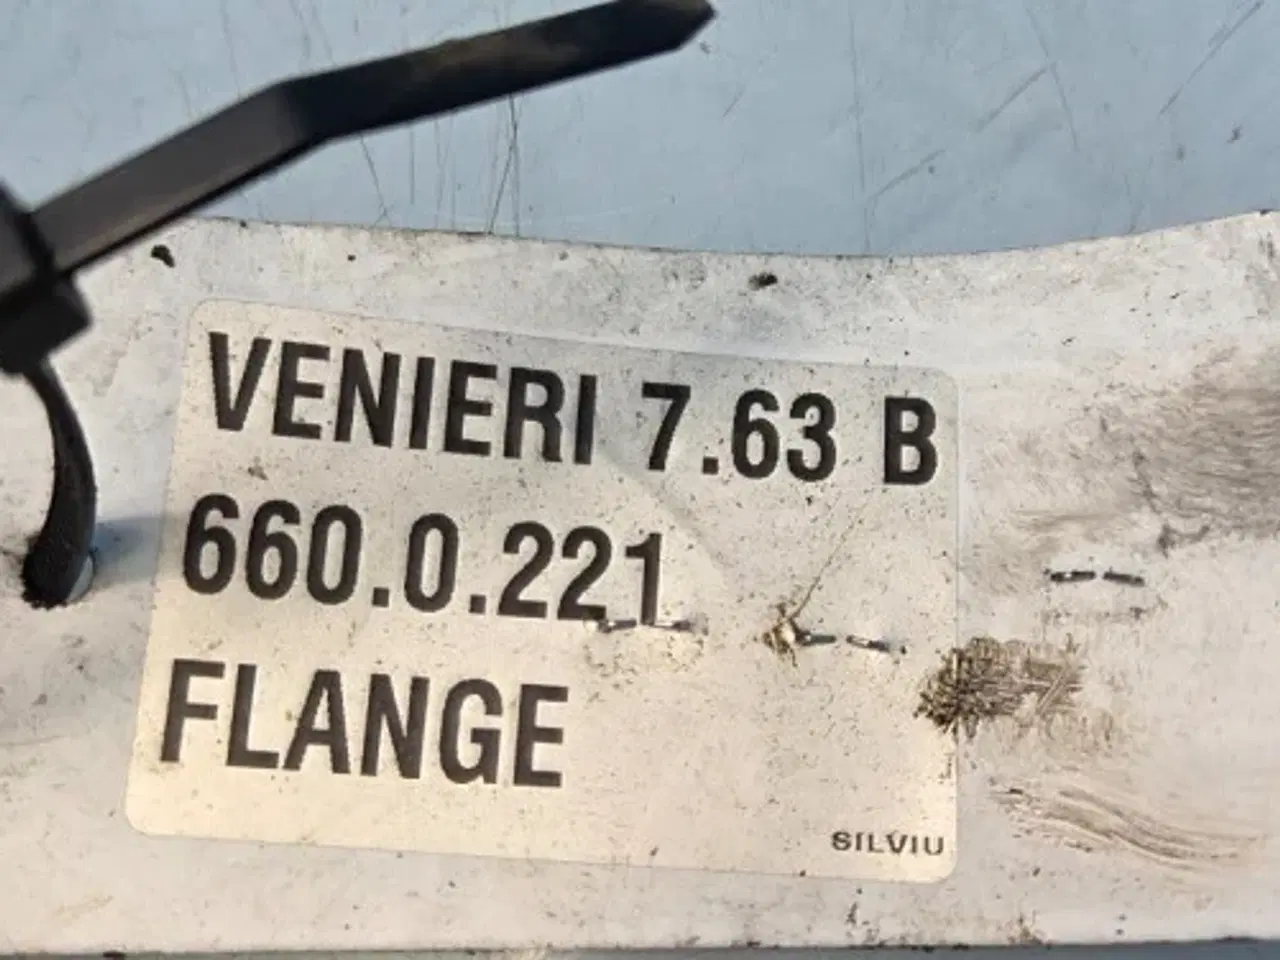 VENIERI 7.63 B
660.0.221
FLANGE
SILVIU